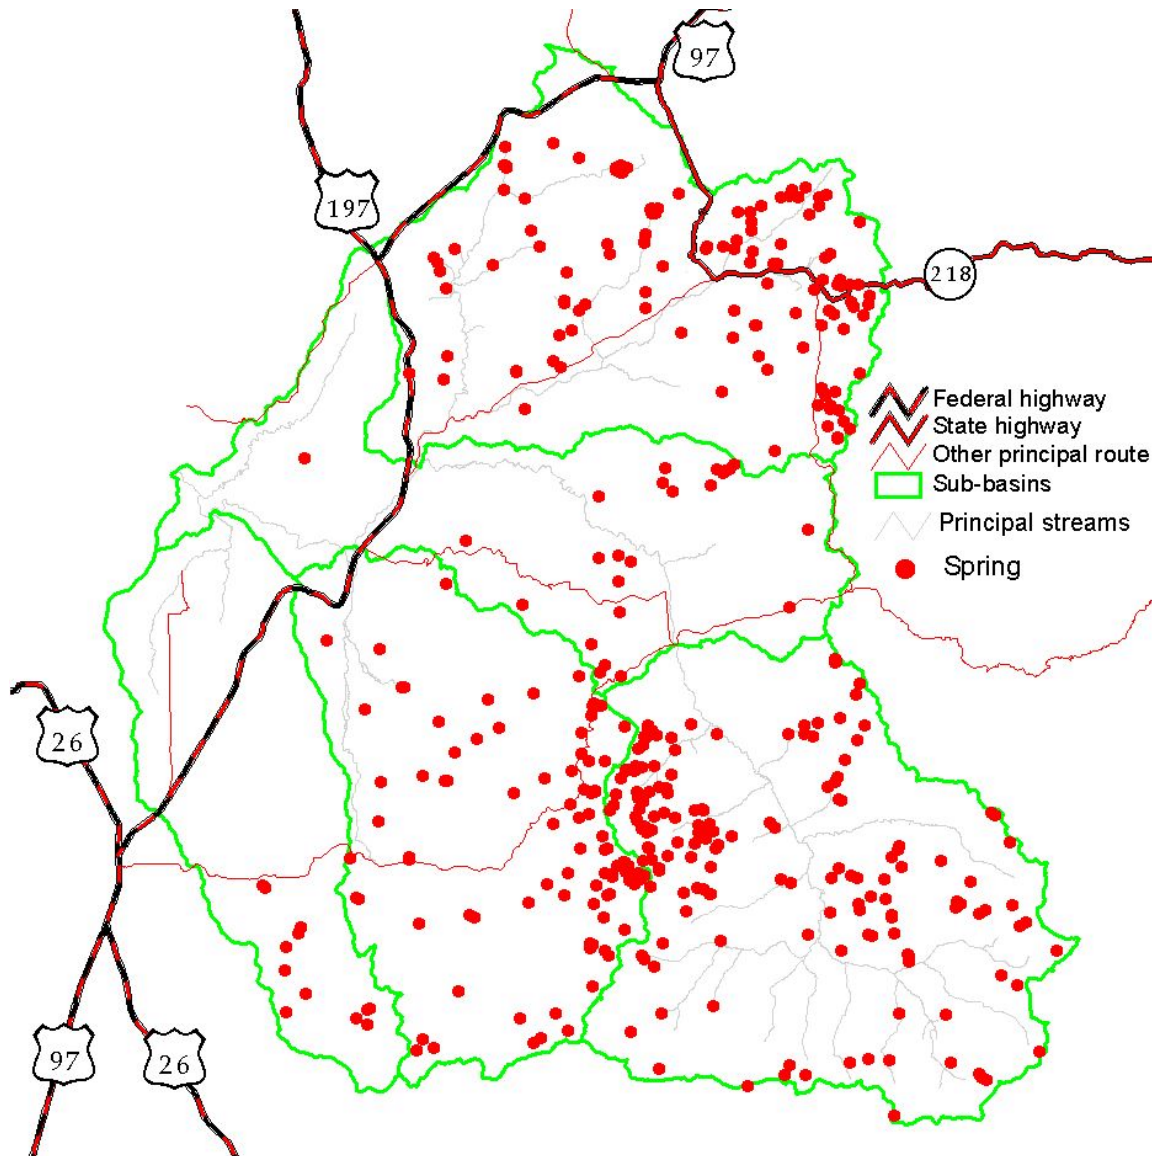 97
197
218
Federal highway
State highway
Other principal route
Sub-basins
Principal streams
Spring
26
97
26